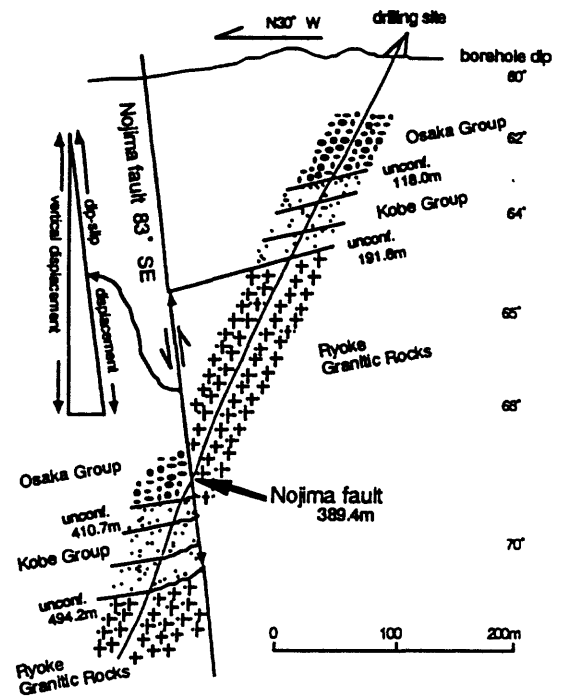 N30° W
drilling site
borehole dip
60°
Osaka Group
62°
unconf.
118.0m
Kobe Group
64°
unconf.
191.6m
Nojima fault 83° SE
vertical displacement
dip-slip
displacement
65°
Ryoke
Granitic Rocks
68°
Osaka Group
Nojima fault
389.4m
unconf.
410.7m
Kobe Group
70°
unconf.
494.2m
0
100
200m
Ryoke
Granitic Rocks